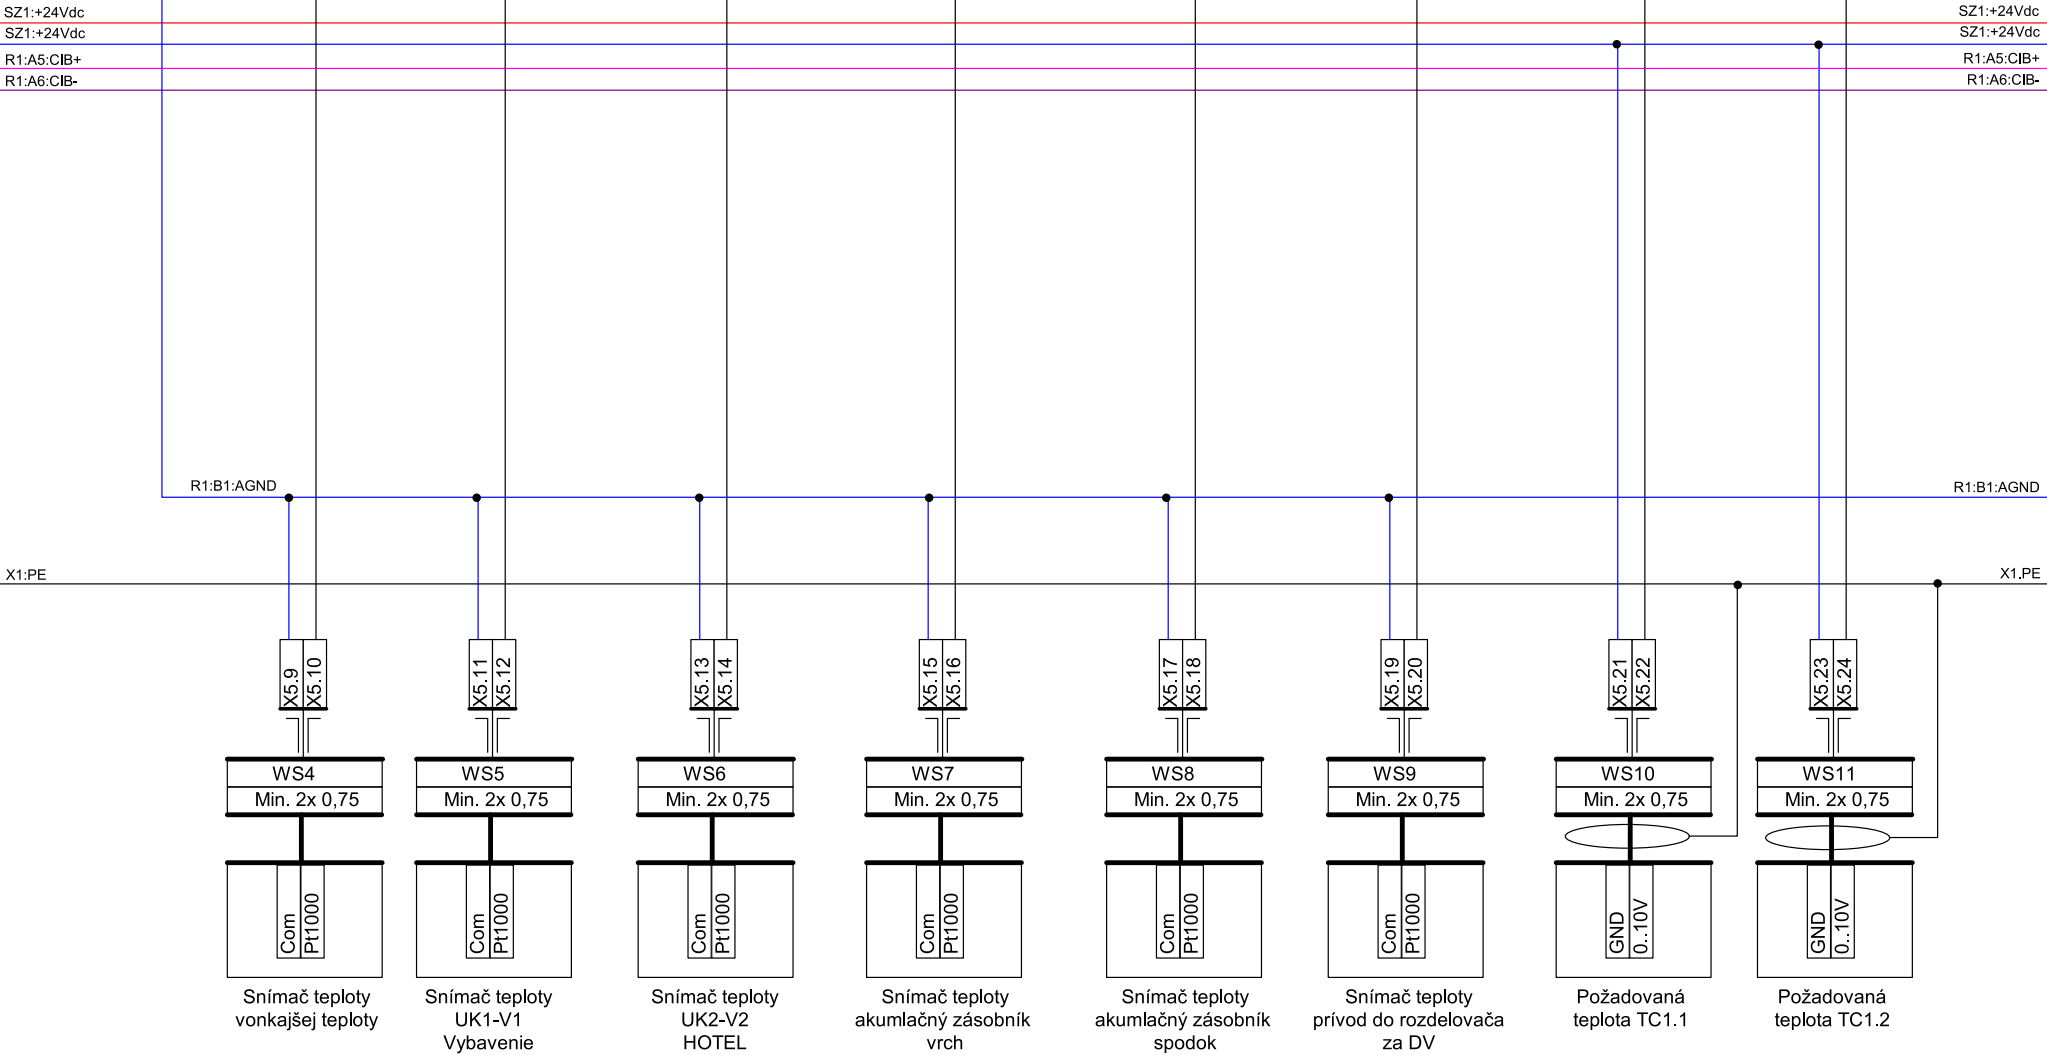 SZ1:+24Vdc
SZ1:+24Vdc
SZ1:+24Vdc
SZ1:+24Vdc
R1:A5:CIB+
R1:A5:CIB+
R1:A6:CIB-
R1:A6:CIB-
R1:B1:AGND
R1:B1:AGND
X1:PE
X1.PE
X5.9
X5.10
X5.11
X5.12
X5.13
X5.14
X5.15
X5.16
X5.17
X5.18
X5.19
X5.20
X5.21
X5.22
X5.23
X5.24
WS4
Min. 2x 0,75
WS5
Min. 2x 0,75
WS6
Min. 2x 0,75
WS7
Min. 2x 0,75
WS8
Min. 2x 0,75
WS9
Min. 2x 0,75
WS10
Min. 2x 0,75
WS11
Min. 2x 0,75
Com
Pt1000
Com
Pt1000
Com
Pt1000
Com
Pt1000
Com
Pt1000
Com
Pt1000
GND
0..10V
GND
0..10V
Snímač teploty
vonkajšej teploty
Snímač teploty
UK1-V1
Vybavenie
Snímač teploty
UK2-V2
HOTEL
Snímač teploty
akumlačný zásobník
vrch
Snímač teploty
akumlačný zásobník
spodok
Snímač teploty
prívod do rozdelovača
za DV
Požadovaná
teplota TC1.1
Požadovaná
teplota TC1.2